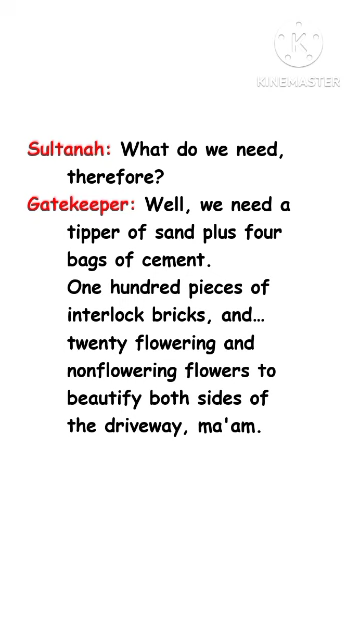 KINEMASTER
Sultanah: What do we need,
therefore?
Gatekeeper: Well, we need a
tipper of sand plus four
bags of cement.
One hundred pieces of
interlock bricks, and...
twenty flowering and
nonflowering flowers to
beautify both sides of
the driveway, ma'am.